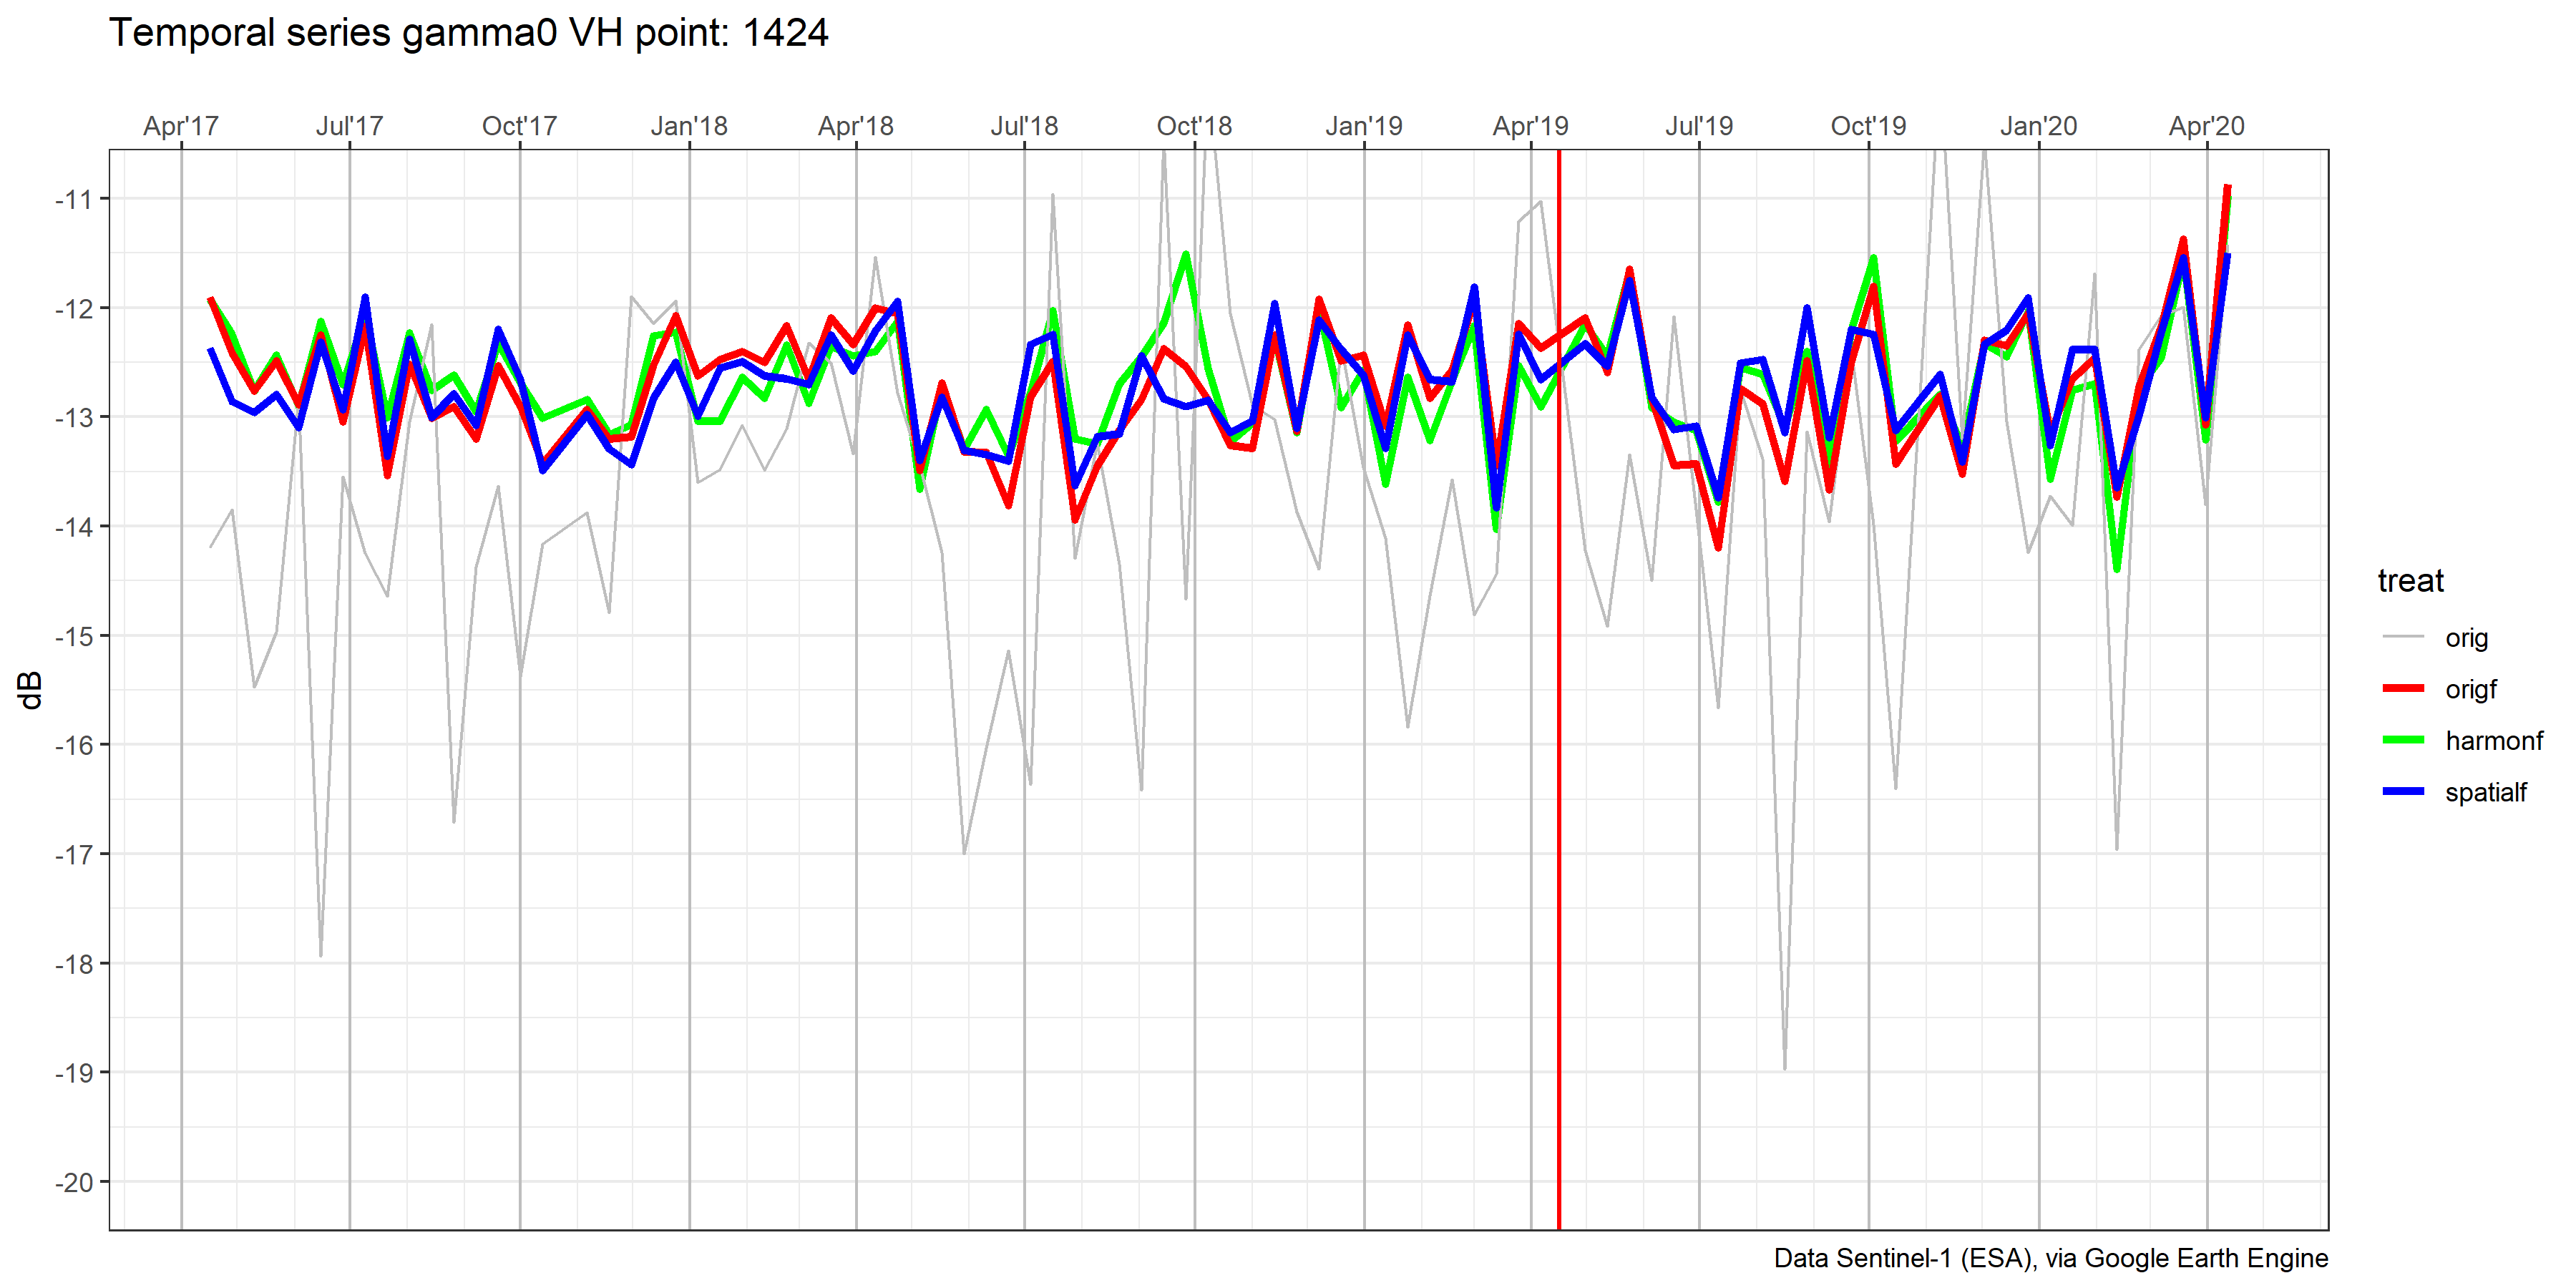 Temporal series gamma0 VH point: 1424
Apr'17 Jul'17 Oct'17 Jan'18 Apr'18 Jul'18 Oct'18 Jan'19 Apr'19 Jul'19 Oct'19 Jan'20 Apr'20
-11
-12
-13
-14
-15
-16
-17
-18
-19
-20
dB
treat
orig
origf
harmonf
spatialf
Data Sentinel-1 (ESA), via Google Earth Engine